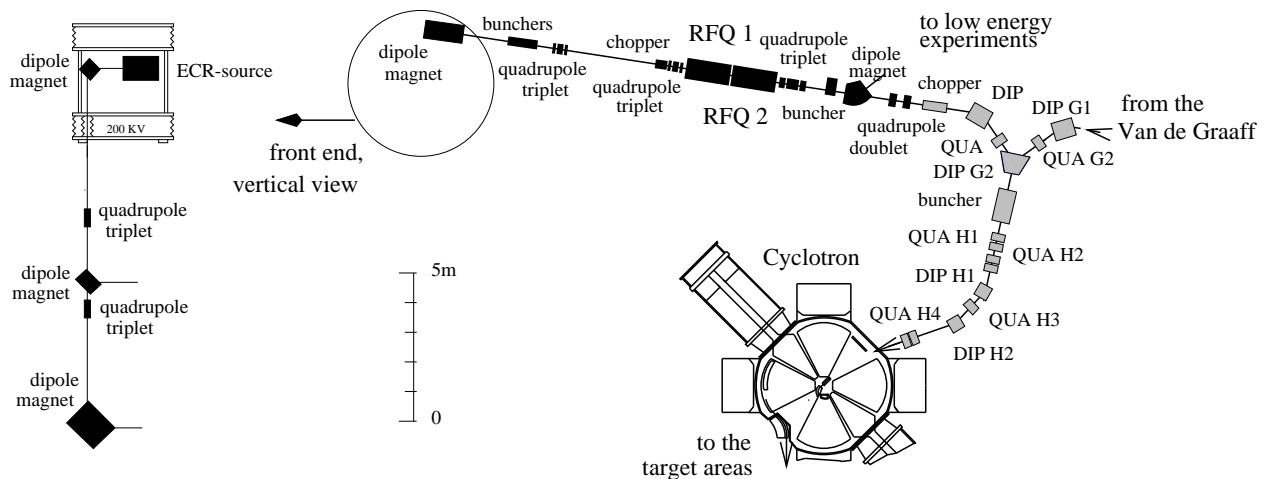 dipole
magnet
ECR-source
200 KV
quadrupole
triplet
dipole
magnet
quadrupole
triplet
dipole
magnet
front end,
vertical view
5m
0
dipole
magnet
bunchers
quadrupole
triplet
chopper
quadrupole
triplet
RFQ 1
RFQ 2
quadrupole
triplet
buncher
dipole
magnet
to low energy
experiments
chopper
quadrupole
doublet
DIP
QUA
DIP G1
QUA G2
from the
Van de Graaff
DIP G2
buncher
QUA H1
QUA H2
DIP H1
QUA H3
QUA H4
DIP H2
Cyclotron
to the
target areas